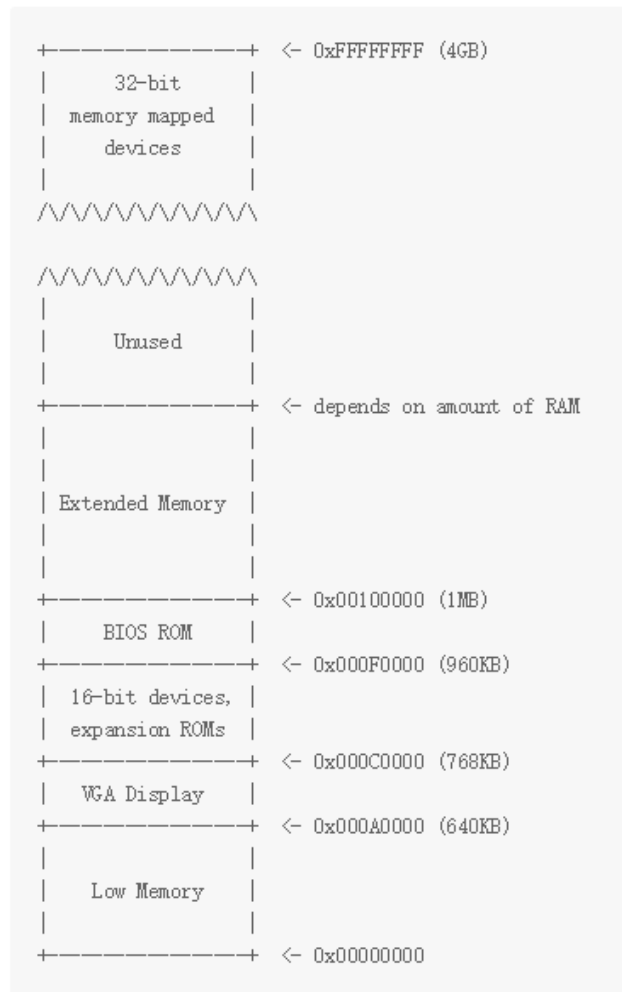 +------------------+ <- 0xFFFFFFFF (4GB)
|      32-bit      |
|  memory mapped   |
|     devices      |
|                  |
/\/\/\/\/\/\/\/\/\/\

/\/\/\/\/\/\/\/\/\/\
|                  |
|      Unused      |
|                  |
+------------------+ <- depends on amount of RAM
|                  |
|                  |
| Extended Memory  |
|                  |
|                  |
+------------------+ <- 0x00100000 (1MB)
|     BIOS ROM     |
+------------------+ <- 0x000F0000 (960KB)
|  16-bit devices, |
|  expansion ROMs  |
+------------------+ <- 0x000C0000 (768KB)
|   VGA Display    |
+------------------+ <- 0x000A0000 (640KB)
|                  |
|    Low Memory    |
|                  |
+------------------+ <- 0x00000000